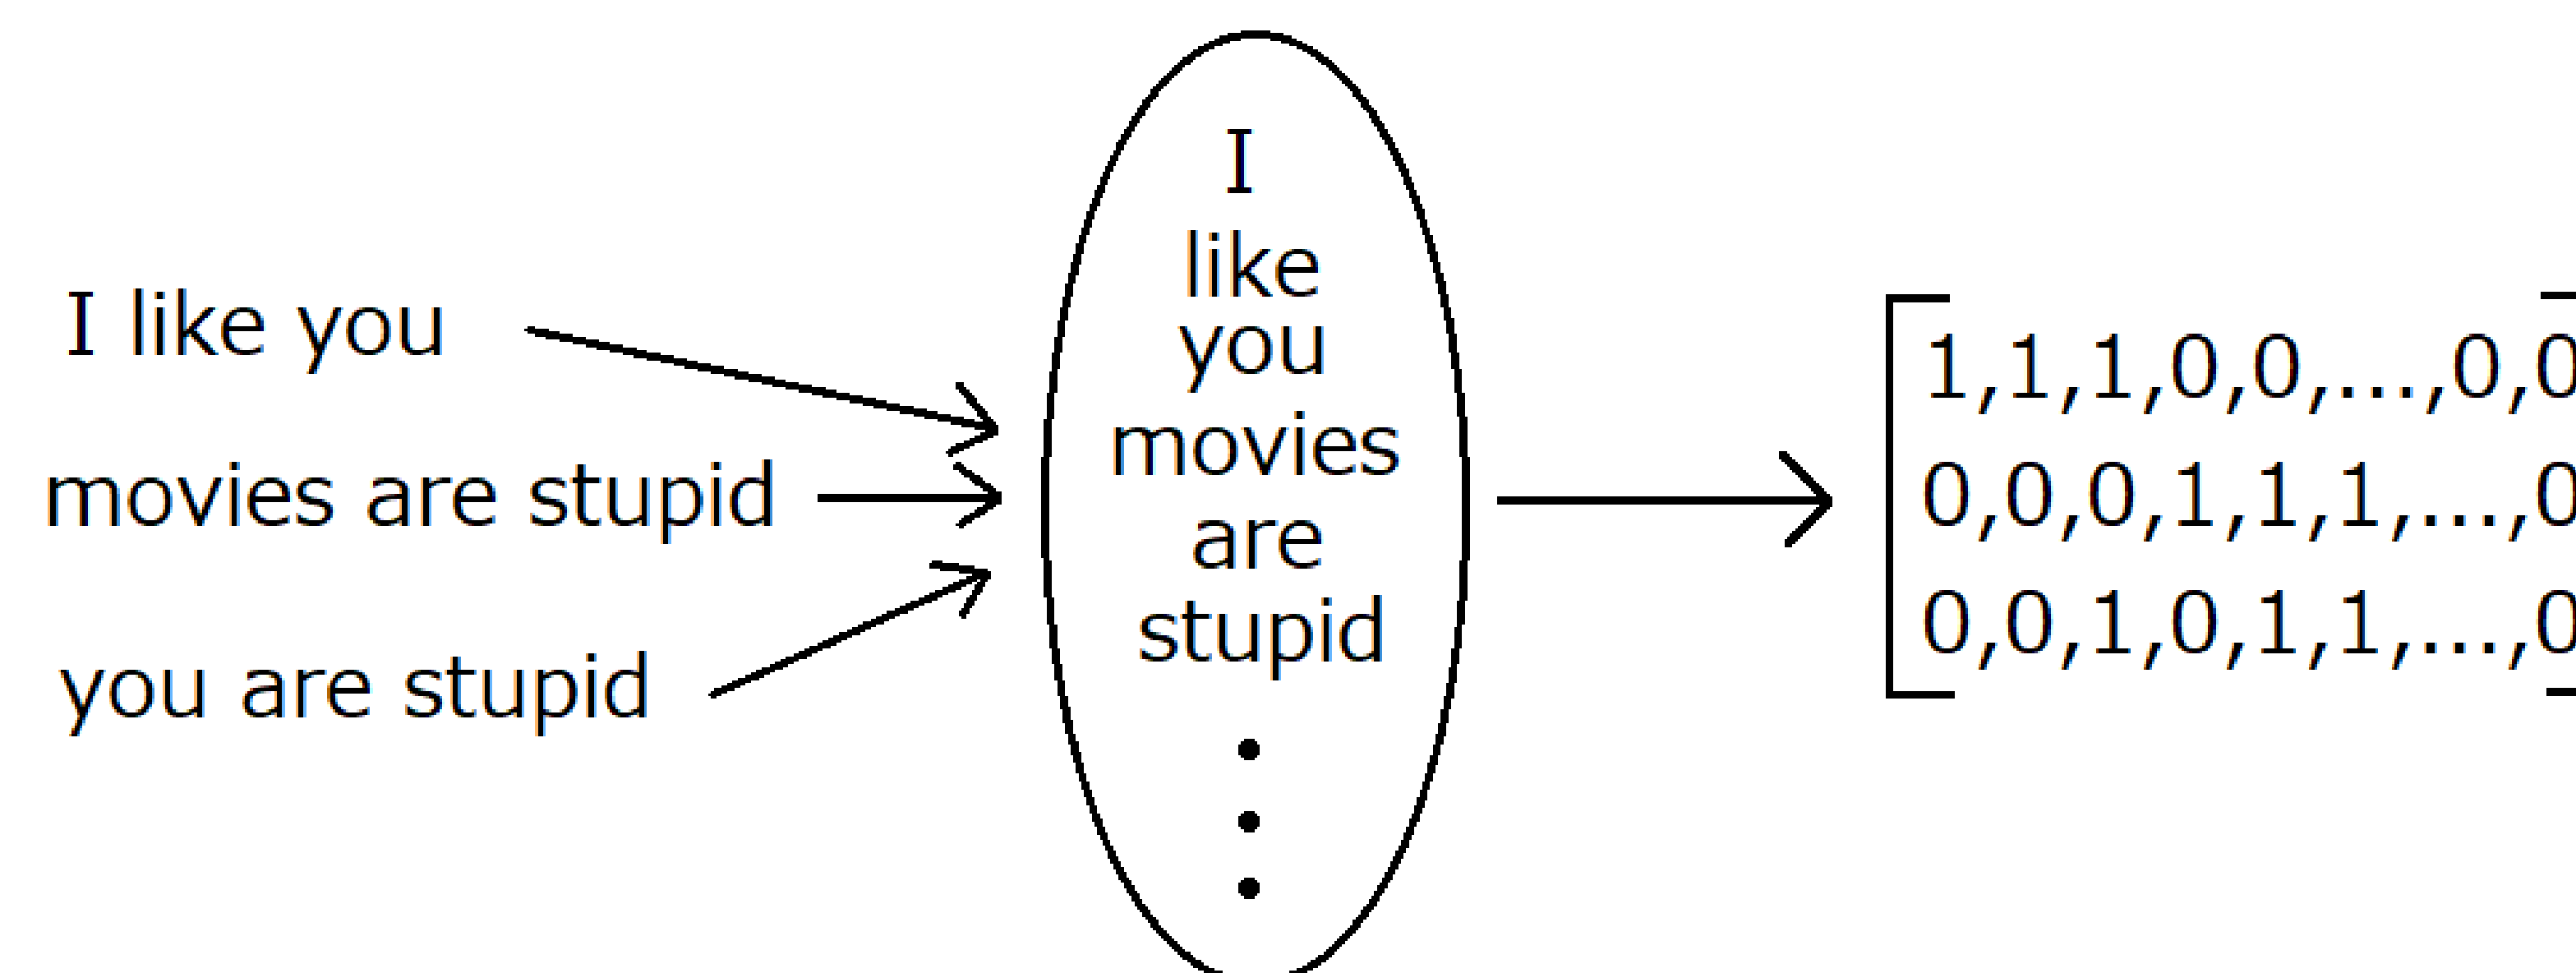 I like you
movies are stupid
you are stupid
I
like
you
movies
are
stupid
1,1,1,0,0,...,0,0
0,0,0,1,1,1,...,0
0,0,1,0,1,1,...,0